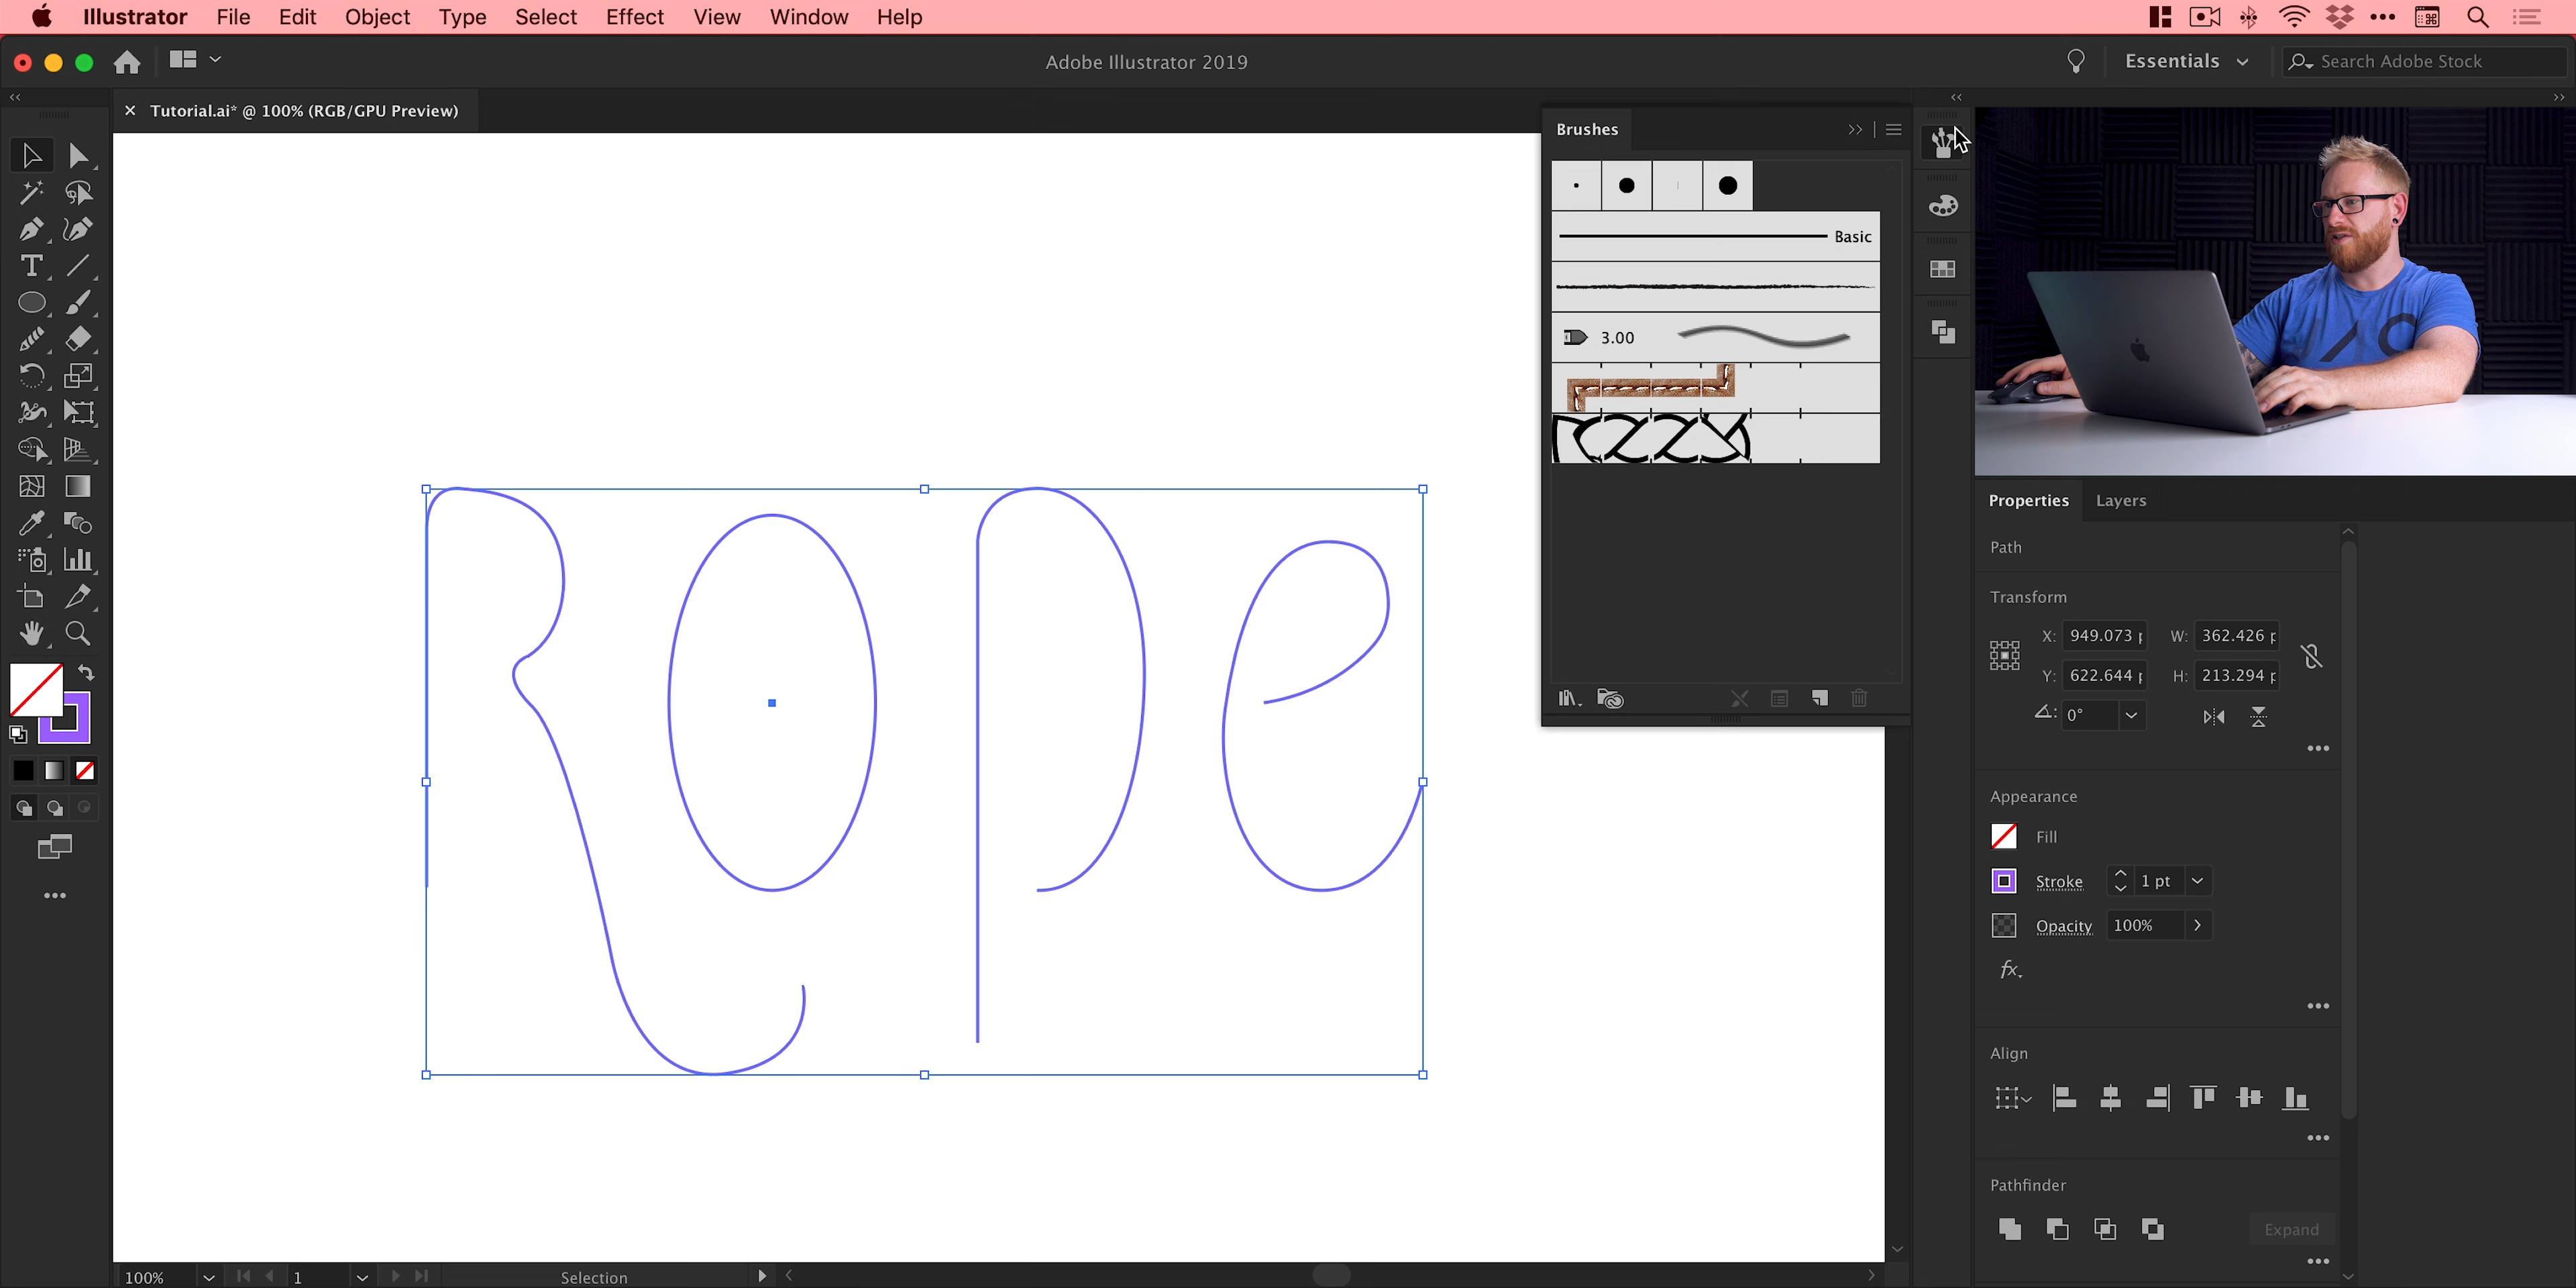 Illustrator File Edit Object Type Select Effect View Window Help
Adobe Illustrator 2019
Essentials
Search Adobe Stock
Tutorial.ai* @ 100% (RGB/GPU Preview)
Brushes
Basic
3.00
Rope
Properties Layers
Path
Transform
X: 949.073 W: 362.426
Y: 622.644 H: 213.294
0°
Appearance
Fill
Stroke 1 pt
Opacity 100%
fx
Align
Pathfinder
Expand
100% 1 Selection